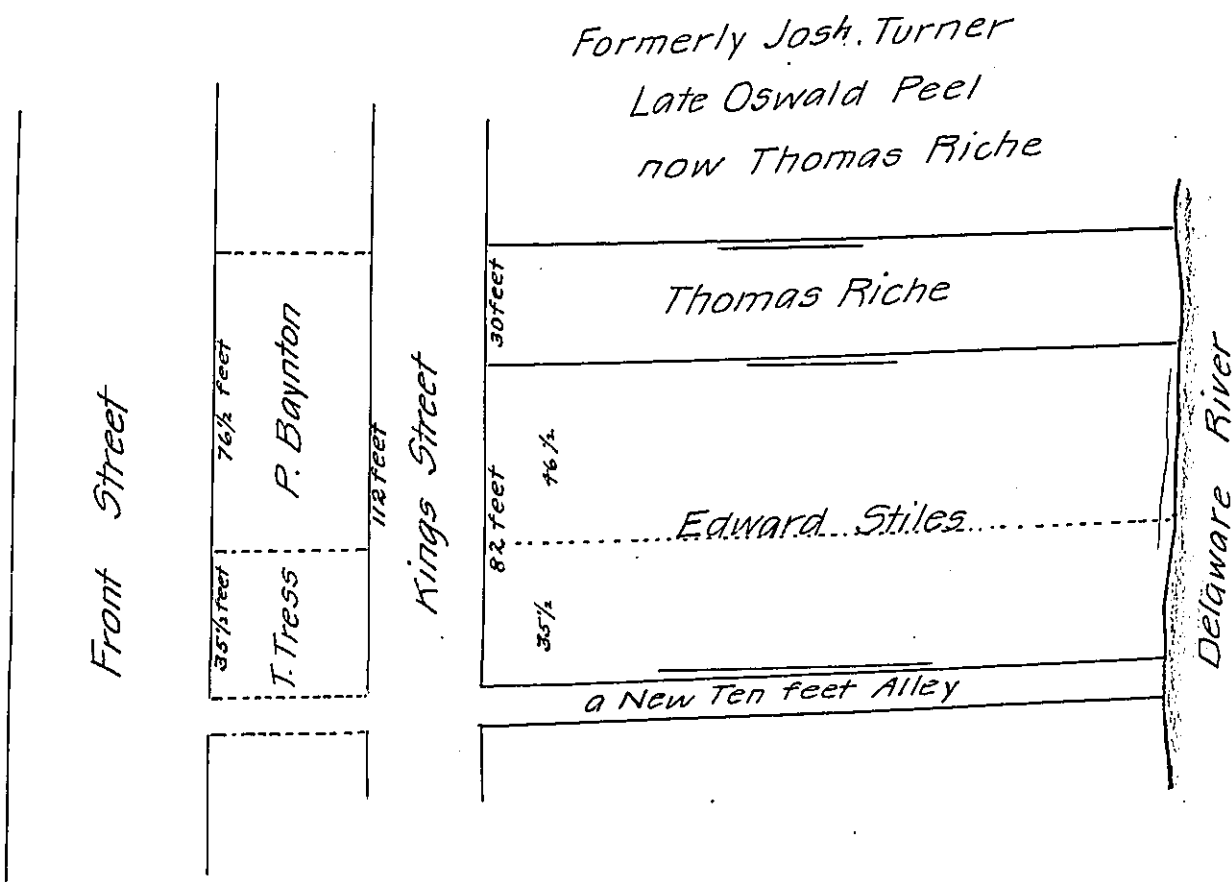 Formerly Josh. Turner
Late Oswald Peel
now Thomas Riche
Front Street
76½ feet
P. Baynton
35½ feet
T. Tress
112 feet
Kings Street
30 feet
Thomas Riche
82 feet
46½
35½
Edward Stiles
a New Ten feet Alley
Delaware River